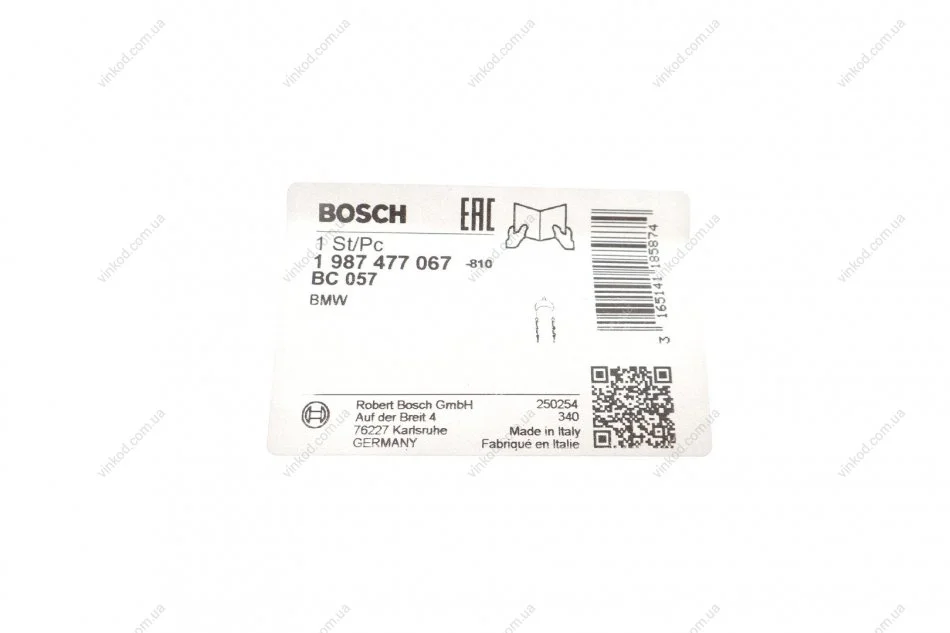 BOSCH
EAC
1 St/Pc
1 987 477 067 -810
BC 057
BMW
3 165141 185874
Robert Bosch GmbH
Auf der Breit 4
76227 Karlsruhe
GERMANY
250254
340
Made in Italy
Fabriqué en Italie
vinkod.com.ua